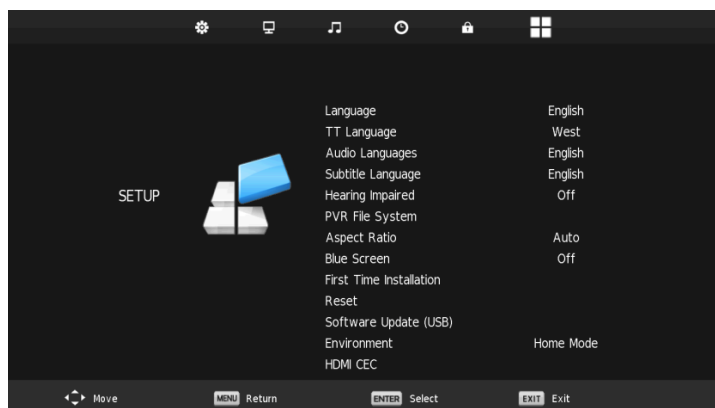 Language English
TT Language West
Audio Languages English
Subtitle Language English
SETUP Hearing Impaired Off
PVR File System
Aspect Ratio Auto
Blue Screen Off
First Time Installation
Reset
Software Update (USB)
Environment Home Mode
HDMI CEC
Move MENU Return ENTER Select EXIT Exit